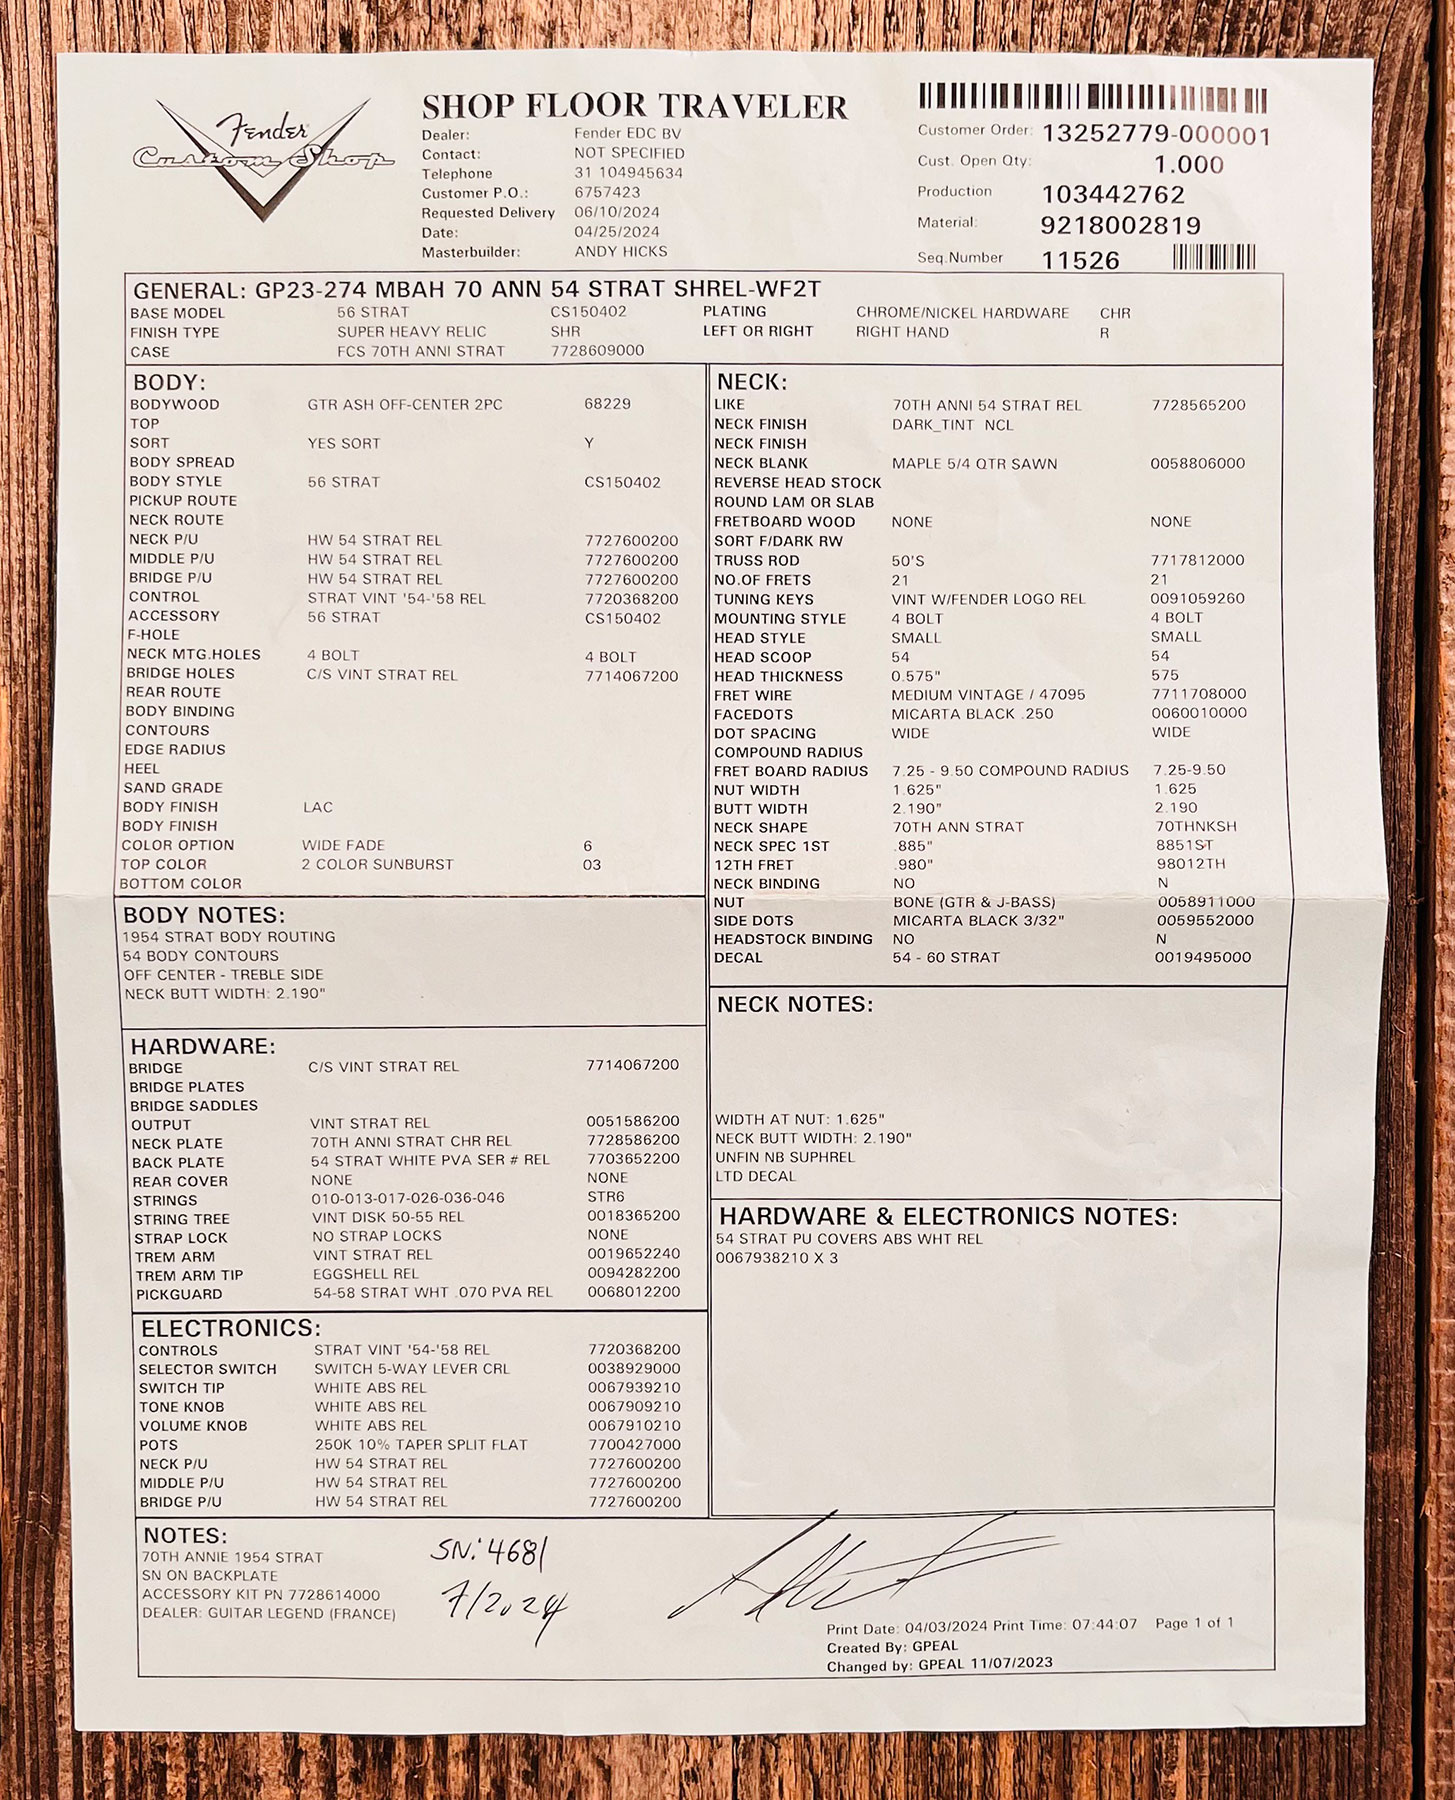 Fender
Custom Shop
SHOP FLOOR TRAVELER
Dealer: Fender EDC BV
Contact: NOT SPECIFIED
Telephone 31 104945634
Customer P.O.: 6757423
Requested Delivery 06/10/2024
Date: 04/25/2024
Masterbuilder: ANDY HICKS
Customer Order: 13252779-000001
Cust. Open Qty: 1.000
Production 103442762
Material: 9218002819
Seq.Number 11526
GENERAL: GP23-274 MBAH 70 ANN 54 STRAT SHREL-WF2T
BASE MODEL 56 STRAT CS150402 PLATING CHROME/NICKEL HARDWARE CHR
FINISH TYPE SUPER HEAVY RELIC SHR LEFT OR RIGHT RIGHT HAND R
CASE FCS 70TH ANNI STRAT 7728609000
BODY:
BODYWOOD GTR ASH OFF-CENTER 2PC 68229
TOP
SORT YES SORT Y
BODY SPREAD
BODY STYLE 56 STRAT CS150402
PICKUP ROUTE
NECK ROUTE
NECK P/U HW 54 STRAT REL 7727600200
MIDDLE P/U HW 54 STRAT REL 7727600200
BRIDGE P/U HW 54 STRAT REL 7727600200
CONTROL STRAT VINT '54-'58 REL 7720368200
ACCESSORY 56 STRAT CS150402
F-HOLE
NECK MTG.HOLES 4 BOLT 4 BOLT
BRIDGE HOLES C/S VINT STRAT REL 7714067200
REAR ROUTE
BODY BINDING
CONTOURS
EDGE RADIUS
HEEL
SAND GRADE
BODY FINISH LAC
BODY FINISH
COLOR OPTION WIDE FADE 6
TOP COLOR 2 COLOR SUNBURST 03
BOTTOM COLOR
BODY NOTES:
1954 STRAT BODY ROUTING
54 BODY CONTOURS
OFF CENTER - TREBLE SIDE
NECK BUTT WIDTH: 2.190"
HARDWARE:
BRIDGE C/S VINT STRAT REL 7714067200
BRIDGE PLATES
BRIDGE SADDLES
OUTPUT VINT STRAT REL 0051586200
NECK PLATE 70TH ANNI STRAT CHR REL 7728586200
BACK PLATE 54 STRAT WHITE PVA SER # REL 7703652200
REAR COVER NONE NONE
STRINGS 010-013-017-026-036-046 STR6
STRING TREE VINT DISK 50-55 REL 0018365200
STRAP LOCK NO STRAP LOCKS NONE
TREM ARM VINT STRAT REL 0019652240
TREM ARM TIP EGGSHELL REL 0094282200
PICKGUARD 54-58 STRAT WHT .070 PVA REL 0068012200
ELECTRONICS:
CONTROLS STRAT VINT '54-'58 REL 7720368200
SELECTOR SWITCH SWITCH 5-WAY LEVER CRL 0038929000
SWITCH TIP WHITE ABS REL 0067939210
TONE KNOB WHITE ABS REL 0067909210
VOLUME KNOB WHITE ABS REL 0067910210
POTS 250K 10% TAPER SPLIT FLAT 7700427000
NECK P/U HW 54 STRAT REL 7727600200
MIDDLE P/U HW 54 STRAT REL 7727600200
BRIDGE P/U HW 54 STRAT REL 7727600200
NECK:
LIKE 70TH ANNI 54 STRAT REL 7728565200
NECK FINISH DARK_TINT NCL
NECK FINISH
NECK BLANK MAPLE 5/4 QTR SAWN 0058806000
REVERSE HEAD STOCK
ROUND LAM OR SLAB
FRETBOARD WOOD NONE NONE
SORT F/DARK RW
TRUSS ROD 50'S 7717812000
NO.OF FRETS 21 21
TUNING KEYS VINT W/FENDER LOGO REL 0091059260
MOUNTING STYLE 4 BOLT 4 BOLT
HEAD STYLE SMALL SMALL
HEAD SCOOP 54 54
HEAD THICKNESS 0.575" 575
FRET WIRE MEDIUM VINTAGE / 47095 7711708000
FACEDOTS MICARTA BLACK .250 0060010000
DOT SPACING WIDE WIDE
COMPOUND RADIUS
FRET BOARD RADIUS 7.25 - 9.50 COMPOUND RADIUS 7.25-9.50
NUT WIDTH 1.625" 1.625
BUTT WIDTH 2.190" 2.190
NECK SHAPE 70TH ANN STRAT 70THNKSH
NECK SPEC 1ST .885" 8851ST
12TH FRET .980" 98012TH
NECK BINDING NO N
NUT BONE (GTR & J-BASS) 0058911000
SIDE DOTS MICARTA BLACK 3/32" 0059552000
HEADSTOCK BINDING NO N
DECAL 54 - 60 STRAT 0019495000
NECK NOTES:
WIDTH AT NUT: 1.625"
NECK BUTT WIDTH: 2.190"
UNFIN NB SUPHREL
LTD DECAL
HARDWARE & ELECTRONICS NOTES:
54 STRAT PU COVERS ABS WHT REL
0067938210 X 3
NOTES:
70TH ANNIE 1954 STRAT
SN ON BACKPLATE
ACCESSORY KIT PN 7728614000
DEALER: GUITAR LEGEND (FRANCE)
SN: 4681
7/2024
Print Date: 04/03/2024 Print Time: 07:44:07 Page 1 of 1
Created By: GPEAL
Changed by: GPEAL 11/07/2023